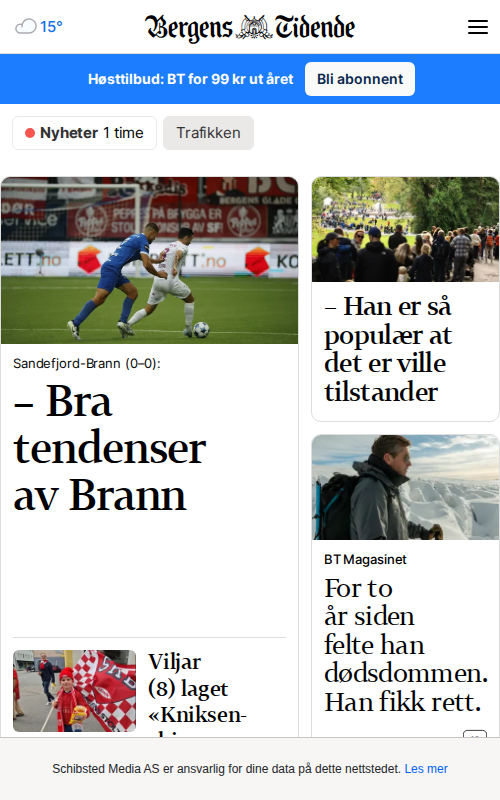 15°
Bergens Tidende
Høsttilbud: BT for 99 kr ut året
Bli abonnent
Nyheter 1 time
Trafikken
Sandefjord-Brann (0–0):
– Bra
tendenser
av Brann
Viljar
(8) laget
«Kniksen-
– Han er så
populær at
det er ville
tilstander
BT Magasinet
For to
år siden
felte han
dødsdommen.
Han fikk rett.
Schibsted Media AS er ansvarlig for dine data på dette nettstedet. Les mer